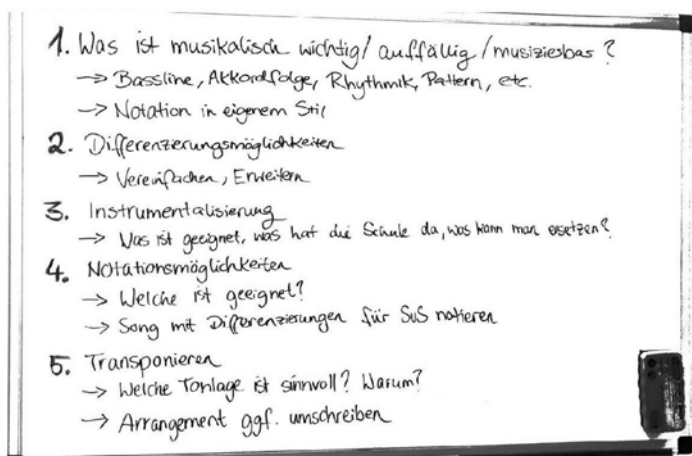 1. Was ist musikalisch wichtig/auffällig/musizierbar?
→ Bassline, Akkordfolge, Rhythmik, Pattern, etc.
→ Notation in eigenem Stil
2. Differenzierungsmöglichkeiten
→ Vereinfachen, Erweitern
3. Instrumentalisierung
→ Was ist geeignet, was hat die Schule da, was kann man ersetzen?
4. Notationsmöglichkeiten
→ Welche ist geeignet?
→ Song mit Differenzierungen für SuS notieren
5. Transponieren
→ Welche Tonlage ist sinnvoll? Warum?
→ Arrangement ggf. umschreiben